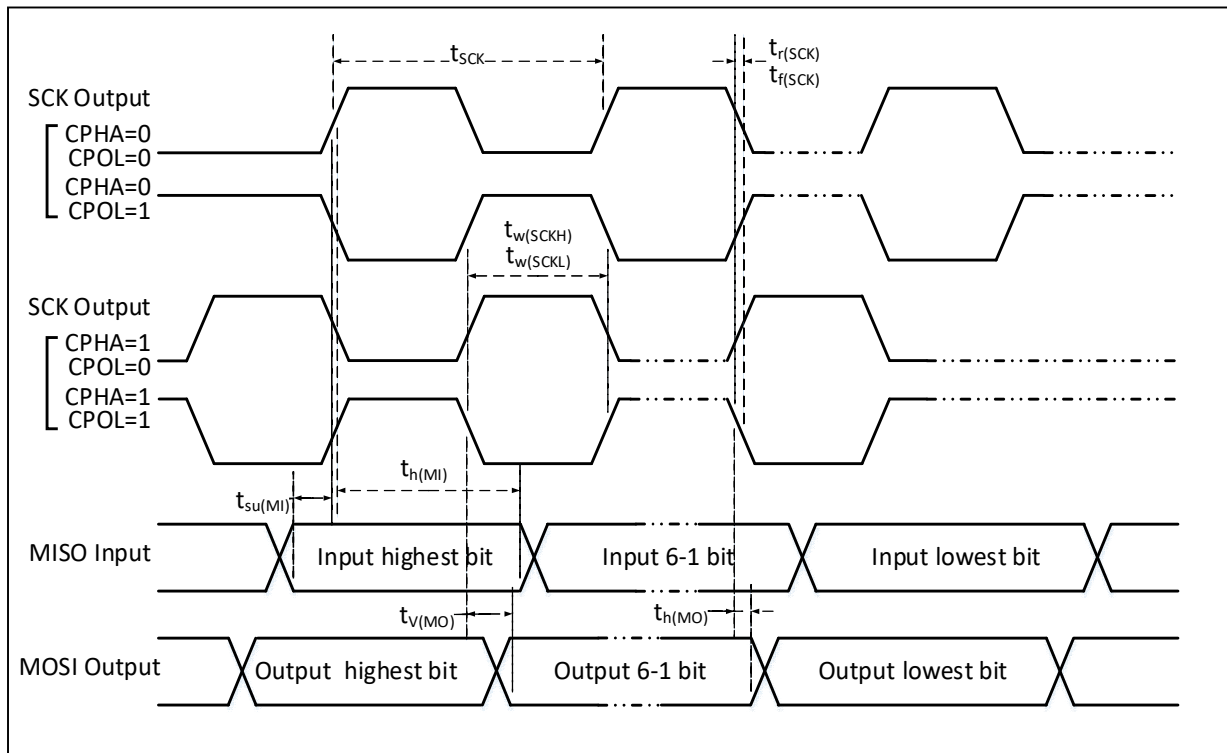 tSCK
tr(SCK)
tf(SCK)
SCK Output
CPHA=0
CPOL=0
CPHA=0
CPOL=1
tw(SCKH)
tw(SCKL)
SCK Output
CPHA=1
CPOL=0
CPHA=1
CPOL=1
th(MI)
tsu(MI)
MISO Input
Input highest bit
Input 6-1 bit
Input lowest bit
tV(MO)
th(MO)
MOSI Output
Output highest bit
Output 6-1 bit
Output lowest bit